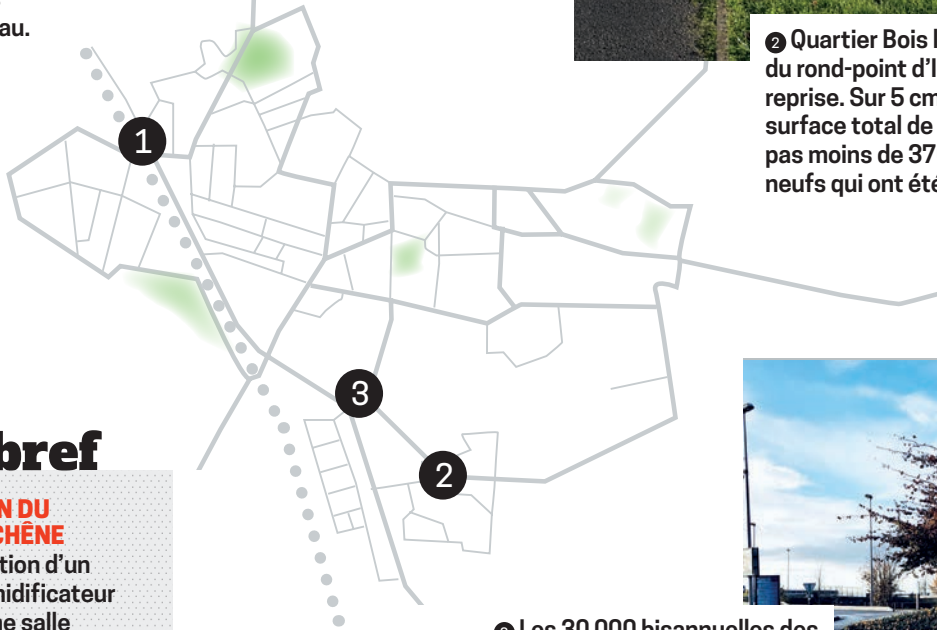 au.
❷ Quartier Bois
du rond-point d'I
reprise. Sur 5 cm
surface total de
pas moins de 37
neufs qui ont été
1
3
2
bref
N DU
CHÊNE
tion d'un
midificateur
ne salle
❸ Les 30 000 bisannuelles des